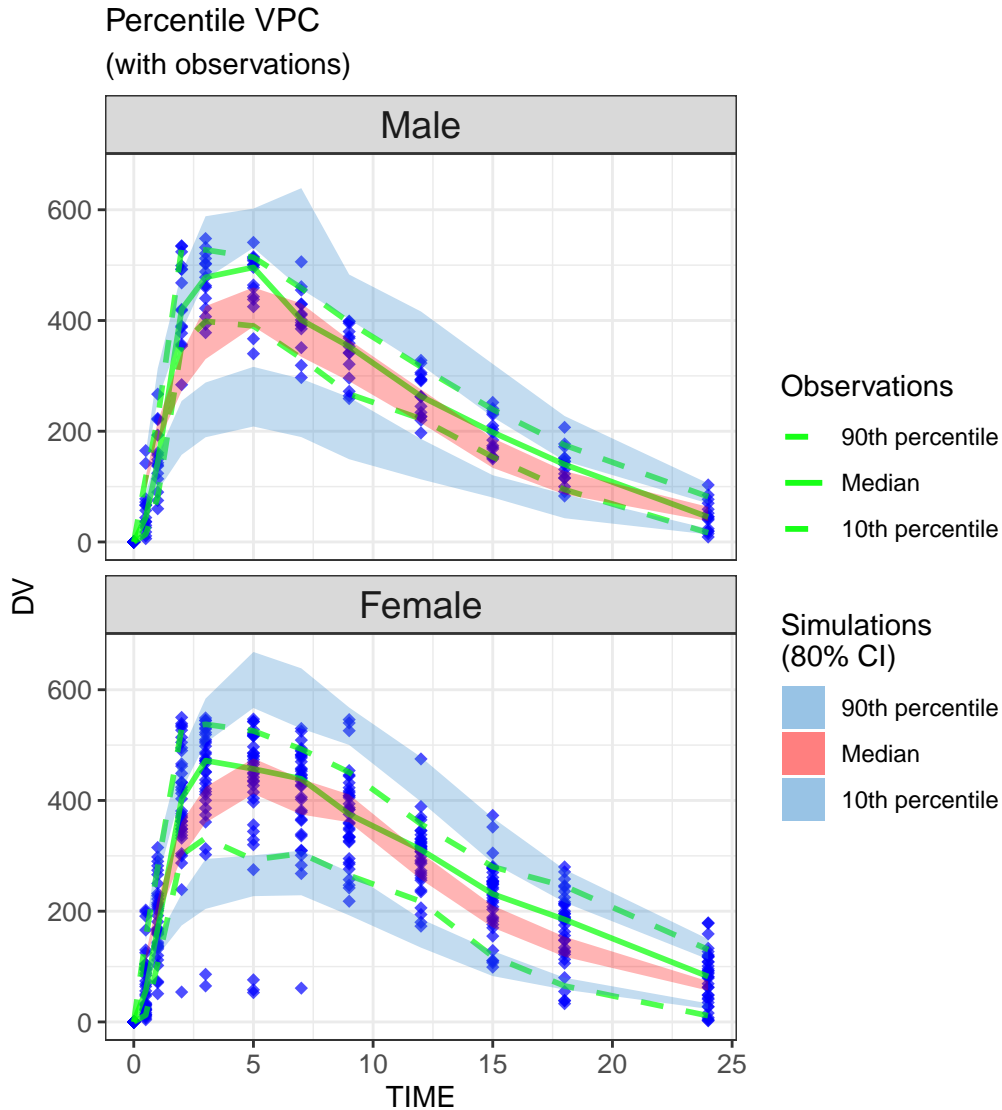 Percentile VPC
(with observations)
Male
600
400
200
0
Female
600
400
200
0
DV
0 5 10 15 20 25
TIME
Observations
90th percentile
Median
10th percentile
Simulations
(80% CI)
90th percentile
Median
10th percentile